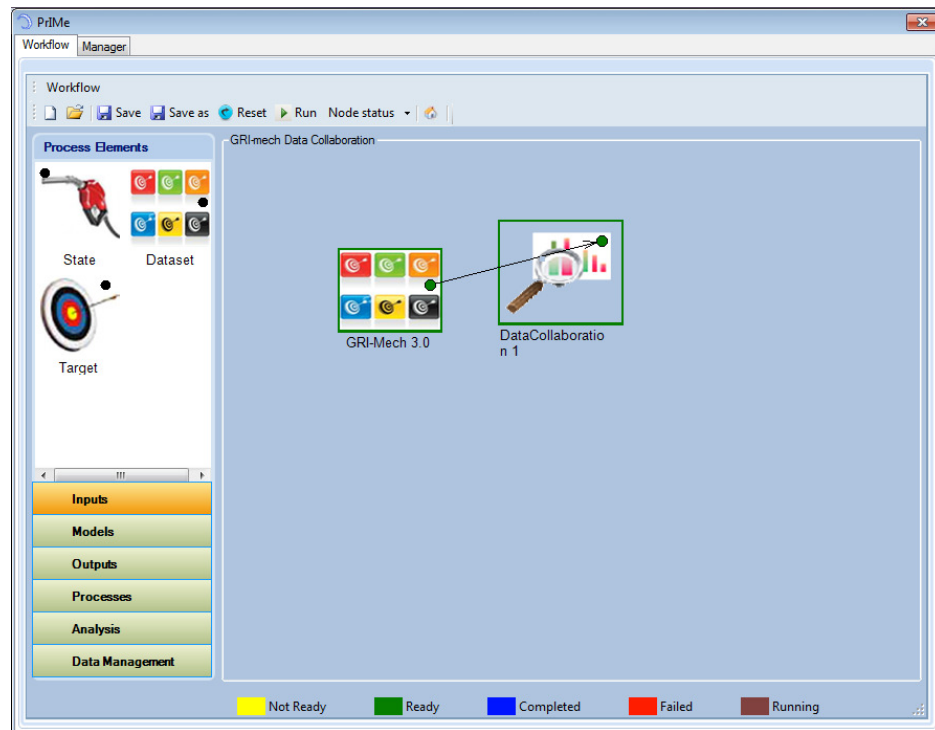 PrIMe
Workflow Manager
Workflow
Save Save as Reset Run Node status
Process Elements
State Dataset
Target
Inputs
Models
Outputs
Processes
Analysis
Data Management
GRI-mech Data Collaboration
GRI-Mech 3.0
DataCollaboratio
n 1
Not Ready Ready Completed Failed Running